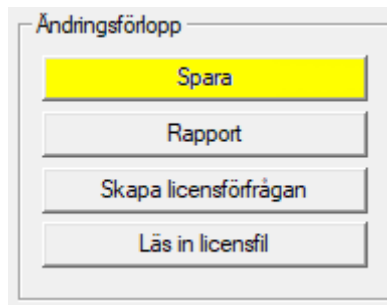 Ändringsförlopp
Spara
Rapport
Skapa licensförfrågan
Läs in licensfil